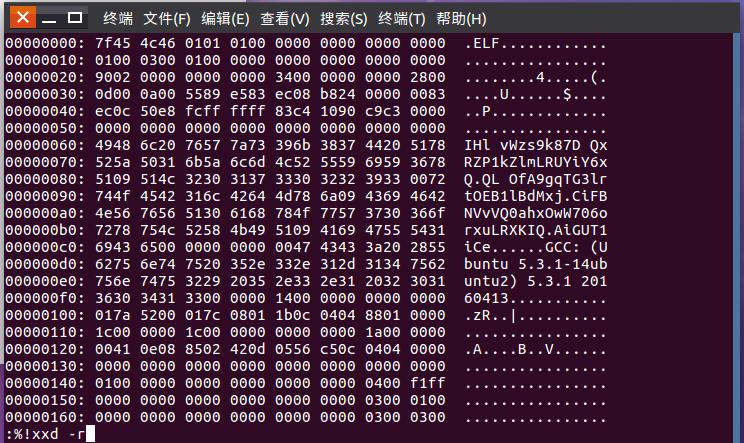 终端 文件(F) 编辑(E) 查看(V) 搜索(S) 终端(T) 帮助(H)
00000000: 7f45 4c46 0101 0100 0000 0000 0000 0000 .ELF............
00000010: 0100 0300 0100 0000 0000 0000 0000 0000 ................
00000020: 9002 0000 0000 0000 3400 0000 0000 2800 ........4.....(.
00000030: 0d00 0a00 5589 e583 ec08 b824 0000 0083 ....U......$....
00000040: ec0c 50e8 fcff ffff 83c4 1090 c9c3 0000 ..P.............
00000050: 0000 0000 0000 0000 0000 0000 0000 0000 ................
00000060: 4948 6c20 7657 7a73 396b 3837 4420 5178 IHl vWzs9k87D Qx
00000070: 525a 5031 6b5a 6c6d 4c52 5559 6959 3678 RZP1kZlmLRUYiY6x
00000080: 5109 514c 3230 3137 3330 3232 3933 0072 Q.QL OfA9gqTG3lr
00000090: 744f 4542 316c 4264 4d78 6a09 4369 4642 tOEB1lBdMxj.CiFB
000000a0: 4e56 7656 5130 6168 784f 7757 3730 366f NVvVQ0ahxOwW706o
000000b0: 7278 754c 5258 4b49 5109 4169 4755 5431 rxuLRXKIQ.AiGUT1
000000c0: 6943 6500 0000 0000 0047 4343 3a20 2855 iCe......GCC: (U
000000d0: 6275 6e74 7520 352e 332e 312d 3134 7562 buntu 5.3.1-14ub
000000e0: 756e 7475 3229 2035 2e33 2e31 2032 3031 untu2) 5.3.1 201
000000f0: 3630 3431 3300 0000 1400 0000 0000 0000 60413...........
00000100: 017a 5200 017c 0801 1b0c 0404 8801 0000 .zR..|..........
00000110: 1c00 0000 1c00 0000 0000 0000 1a00 0000 ................
00000120: 0041 0e08 8502 420d 0556 c50c 0404 0000 .A....B..V......
00000130: 0000 0000 0000 0000 0000 0000 0000 0000 ................
00000140: 0100 0000 0000 0000 0000 0000 0400 f1ff ................
00000150: 0000 0000 0000 0000 0000 0000 0300 0100 ................
00000160: 0000 0000 0000 0000 0000 0000 0300 0300 ................
:%!xxd -r